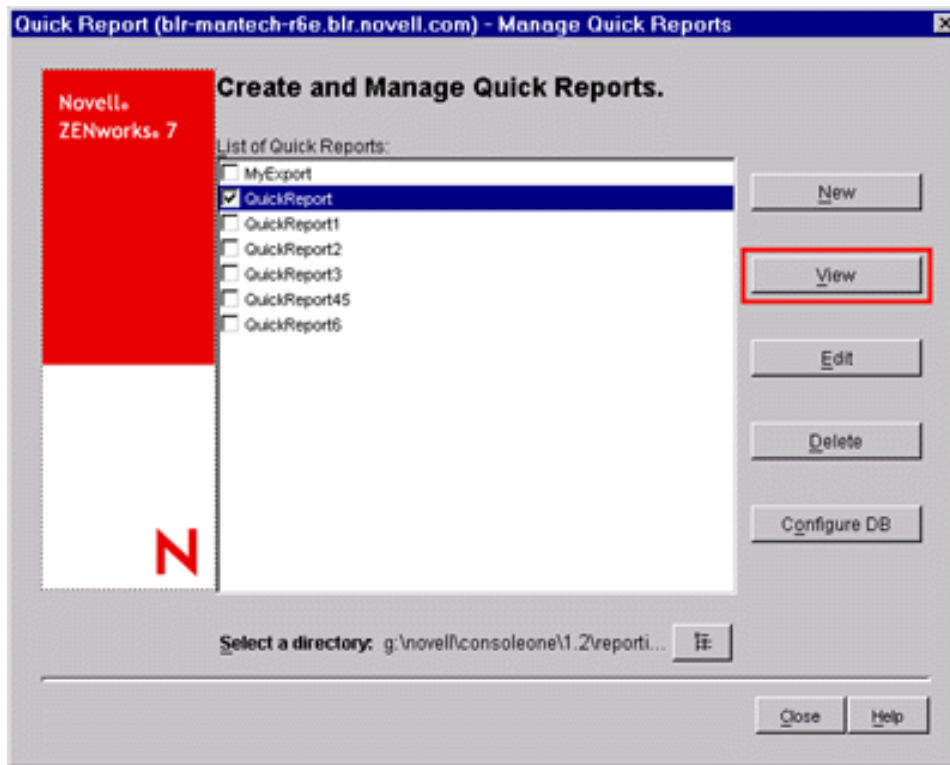 Quick Report (blr-mantech-r6e.blr.novell.com) - Manage Quick Reports
Novell®
ZENworks® 7
Create and Manage Quick Reports.
List of Quick Reports:
MyExport
QuickReport
QuickReport1
QuickReport2
QuickReport3
QuickReport45
QuickReport6
New
View
Edit
Delete
Configure DB
N
Select a directory: g:\novell\consoleone\1.2\reporti...
Close
Help